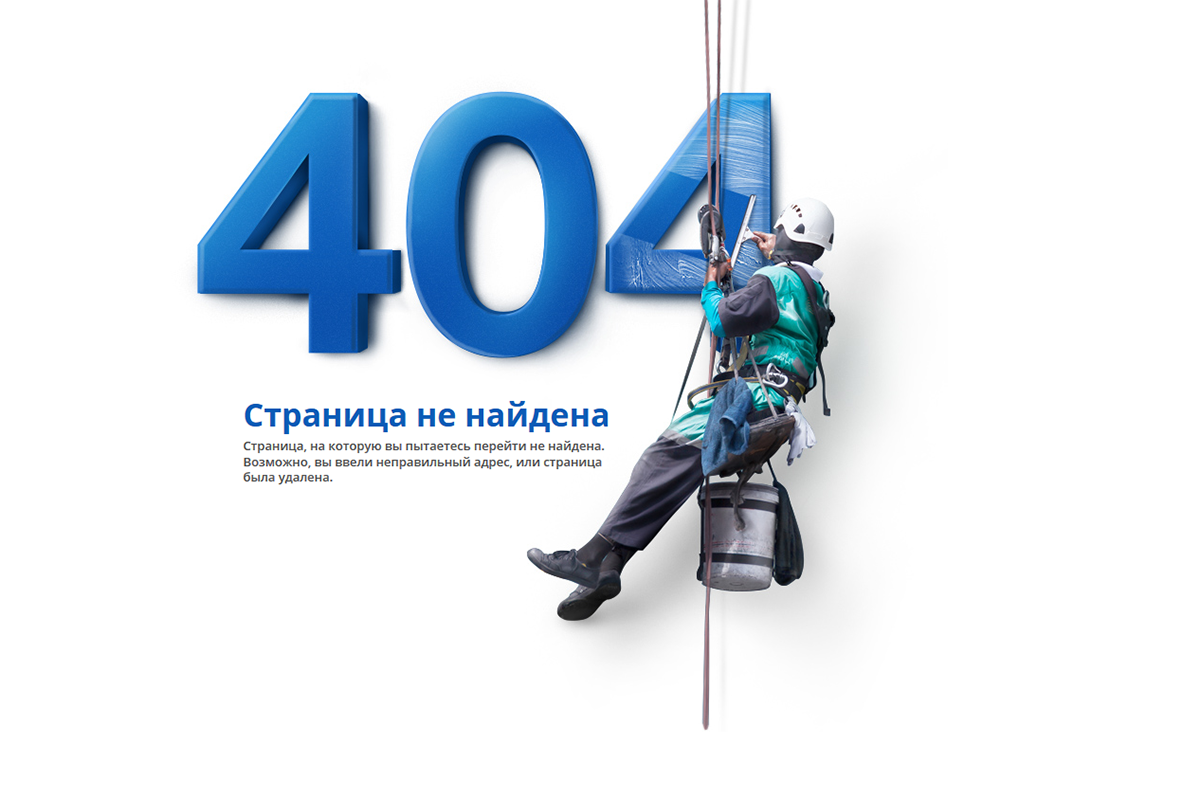 404
Страница не найдена
Страница, на которую вы пытаетесь перейти не найдена.
Возможно, вы ввели неправильный адрес, или страница
была удалена.